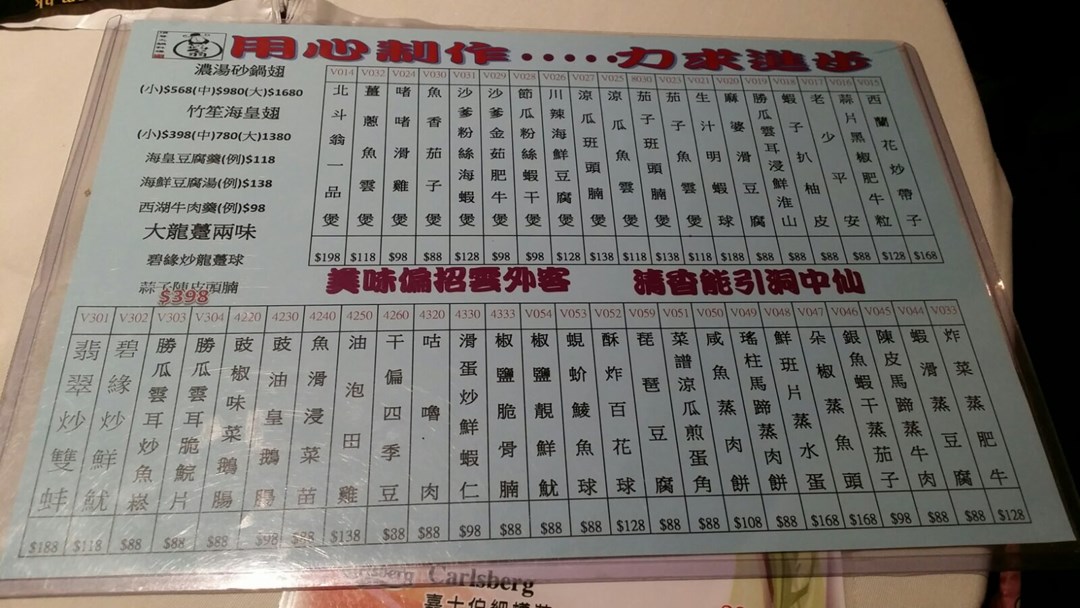 用心制作·····力求進步
濃湯砂鍋翅
(小)$568(中)$980(大)$1680
竹笙海皇翅
(小)$398(中)780(大)1380
海皇豆腐羹(例)$118
海鮮豆腐湯(例)$138
西湖牛肉羹(例)$98
大龍躉兩味
碧緣炒龍躉球
蒜子陳皮頭腩
$398
V014 北斗翁一品煲 $198
V032 薑蔥魚雲煲 $118
V024 啫啫滑雞煲 $98
V030 魚香茄子煲 $88
V031 沙爹粉絲海蝦煲 $128
V029 沙爹金茹肥牛煲 $98
V028 節瓜粉絲蝦干煲 $98
V026 川辣海鮮豆腐煲 $128
V027 涼瓜班頭腩煲 $138
V025 涼瓜魚雲煲 $118
8030 茄子班頭腩煲 $138
V023 茄子魚雲煲 $118
V021 生汁明蝦球 $188
V020 麻婆滑豆腐 $88
V019 勝瓜雲耳浸鮮淮山 $88
V018 蝦子扒柚皮 $88
V017 老少平安 $88
V016 蒜片黑椒肥牛粒 $128
V015 西蘭花炒帶子 $168
美味偏招雲外客 清香能引洞中仙
V301 翡翠炒雙蚌 $188
V302 碧緣炒鮮魷 $118
V303 勝瓜雲耳炒魚崧 $88
V304 勝瓜雲耳脆鯇片 $88
4220 豉椒味菜鵝腸 $88
4230 豉油皇鵝腸 $98
4240 魚滑浸菜苗 $88
4250 油泡田雞 $138
4260 干偏四季豆 $88
4320 咕嚕肉 $88
4330 滑蛋炒鮮蝦仁 $98
4333 椒鹽脆骨腩 $88
V054 椒鹽靚鮮魷 $88
V053 蜆蚧鯪魚球 $88
V052 酥炸百花球 $128
V059 琵琶豆腐 $88
V051 菜譜涼瓜煎蛋角 $88
V050 咸魚蒸肉餅 $108
V049 瑤柱馬蹄蒸肉餅 $88
V048 鮮班片蒸水蛋 $168
V047 朵椒蒸魚頭 $168
V046 銀魚蝦干蒸茄子 $98
V045 陳皮馬蹄蒸牛肉 $88
V044 蝦滑蒸豆腐 $88
V033 炸菜蒸肥牛 $128
Carlsberg Carlsberg
嘉士伯